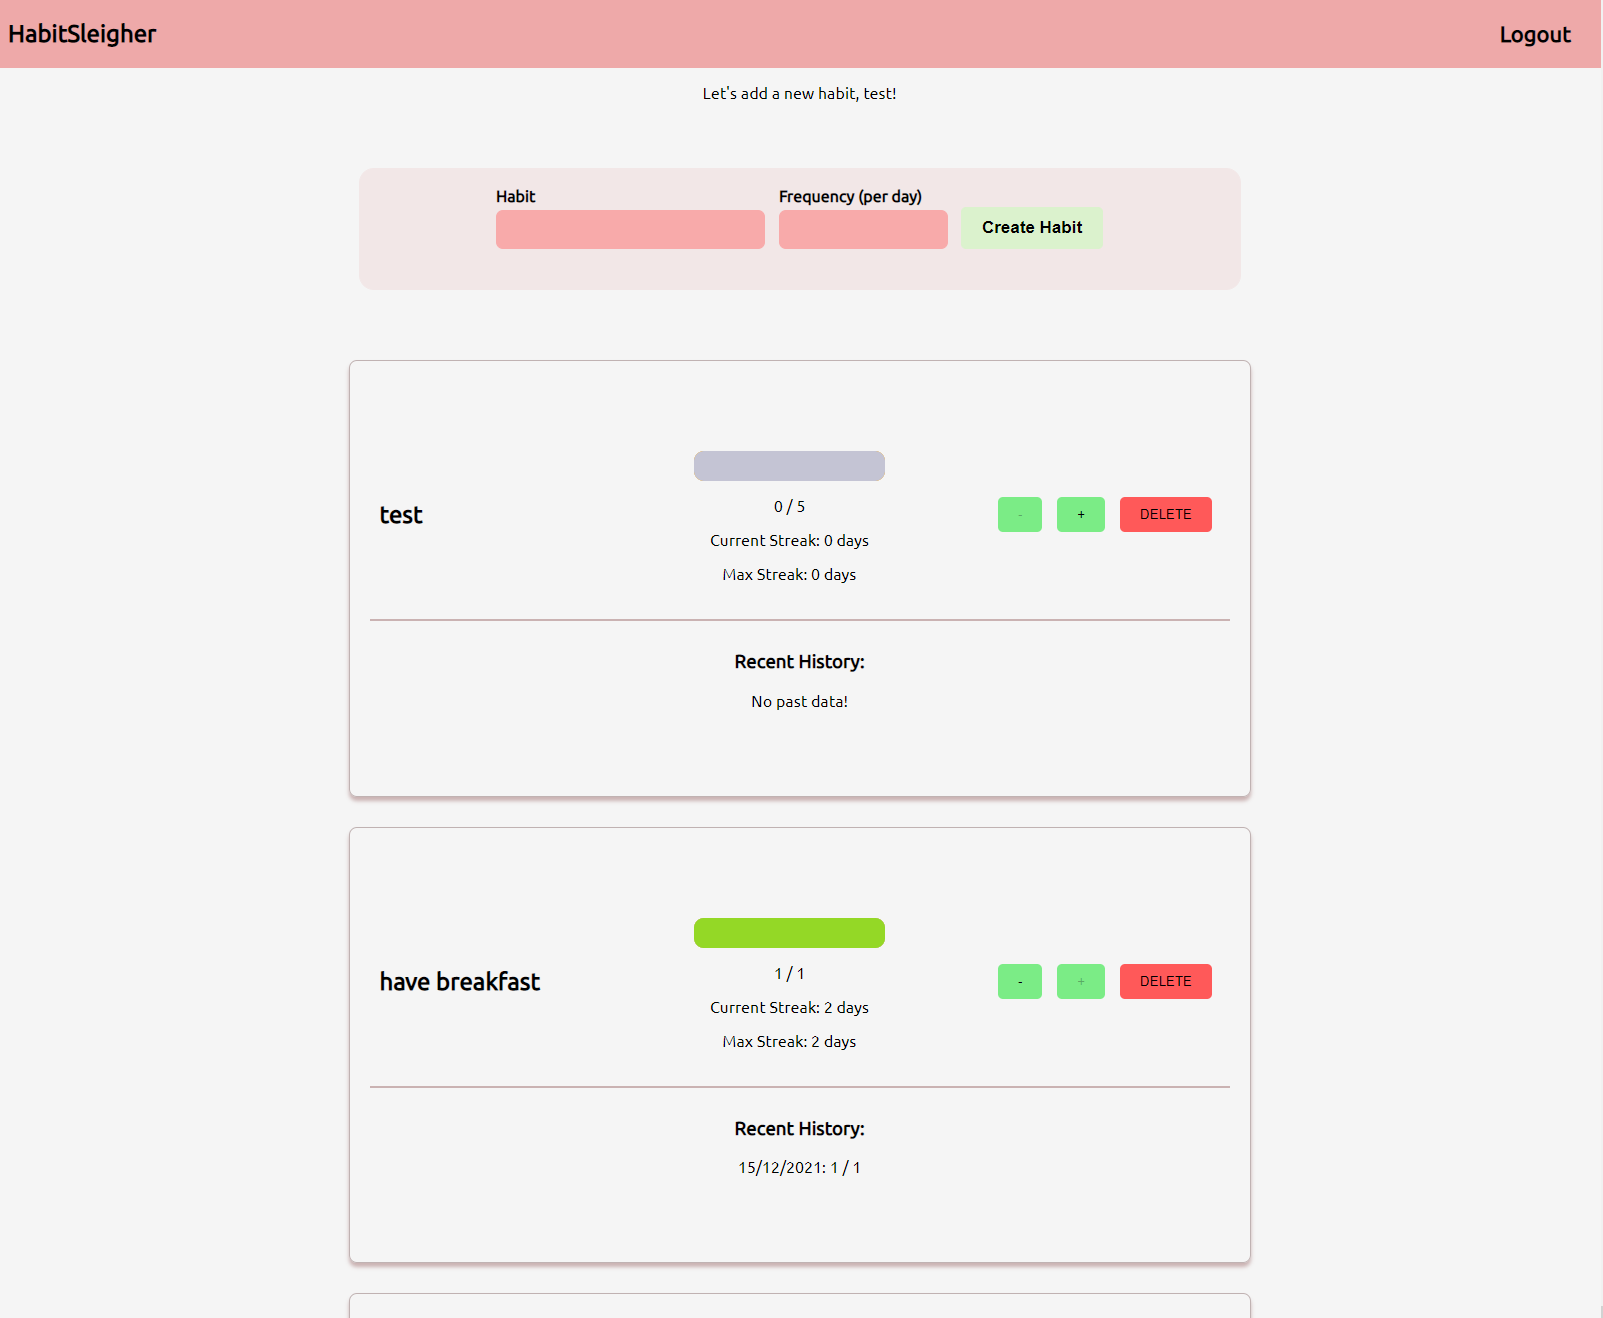 HabitSleigher
Logout
Let's add a new habit, test!
Habit
Frequency (per day)
Create Habit
test
0 / 5
Current Streak: 0 days
Max Streak: 0 days
-
+
DELETE
Recent History:
No past data!
have breakfast
1 / 1
Current Streak: 2 days
Max Streak: 2 days
-
+
DELETE
Recent History:
15/12/2021: 1 / 1